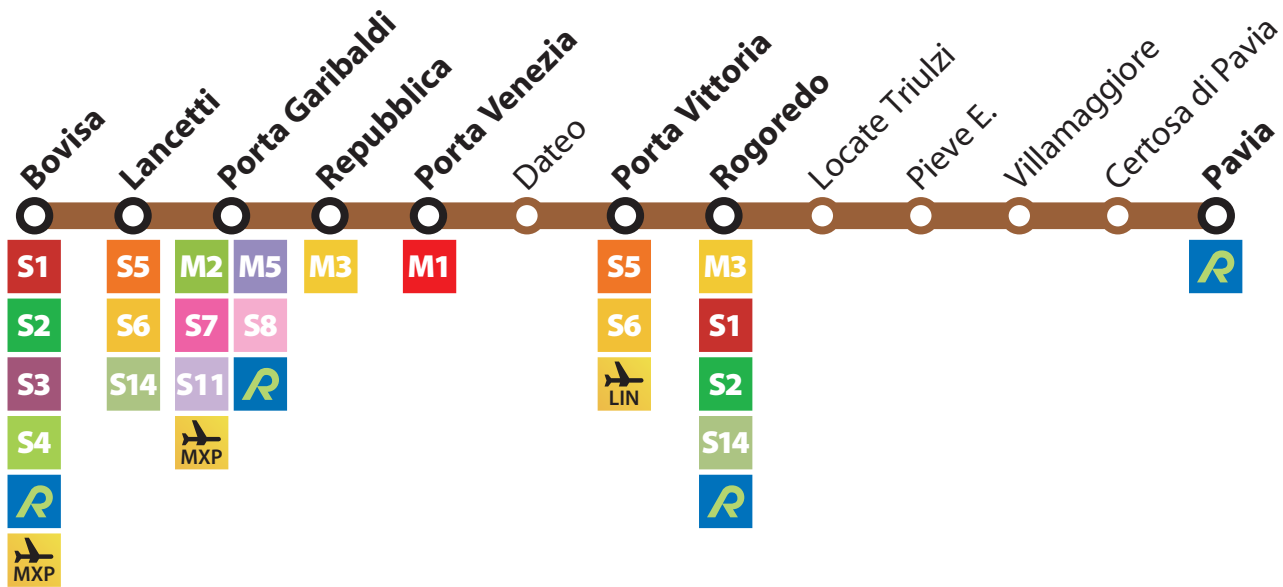 Bovisa
Lancetti
Porta Garibaldi
Repubblica
Porta Venezia
Dateo
Porta Vittoria
Rogoredo
Locate Triulzi
Pieve E.
Villamaggiore
Certosa di Pavia
Pavia
S1 S5 M2 M5 M3 M1 S5 M3 R
S2 S6 S7 S8 S6 S1
S3 S14 S11 R LIN S2
S4 MXP S14
R R
MXP